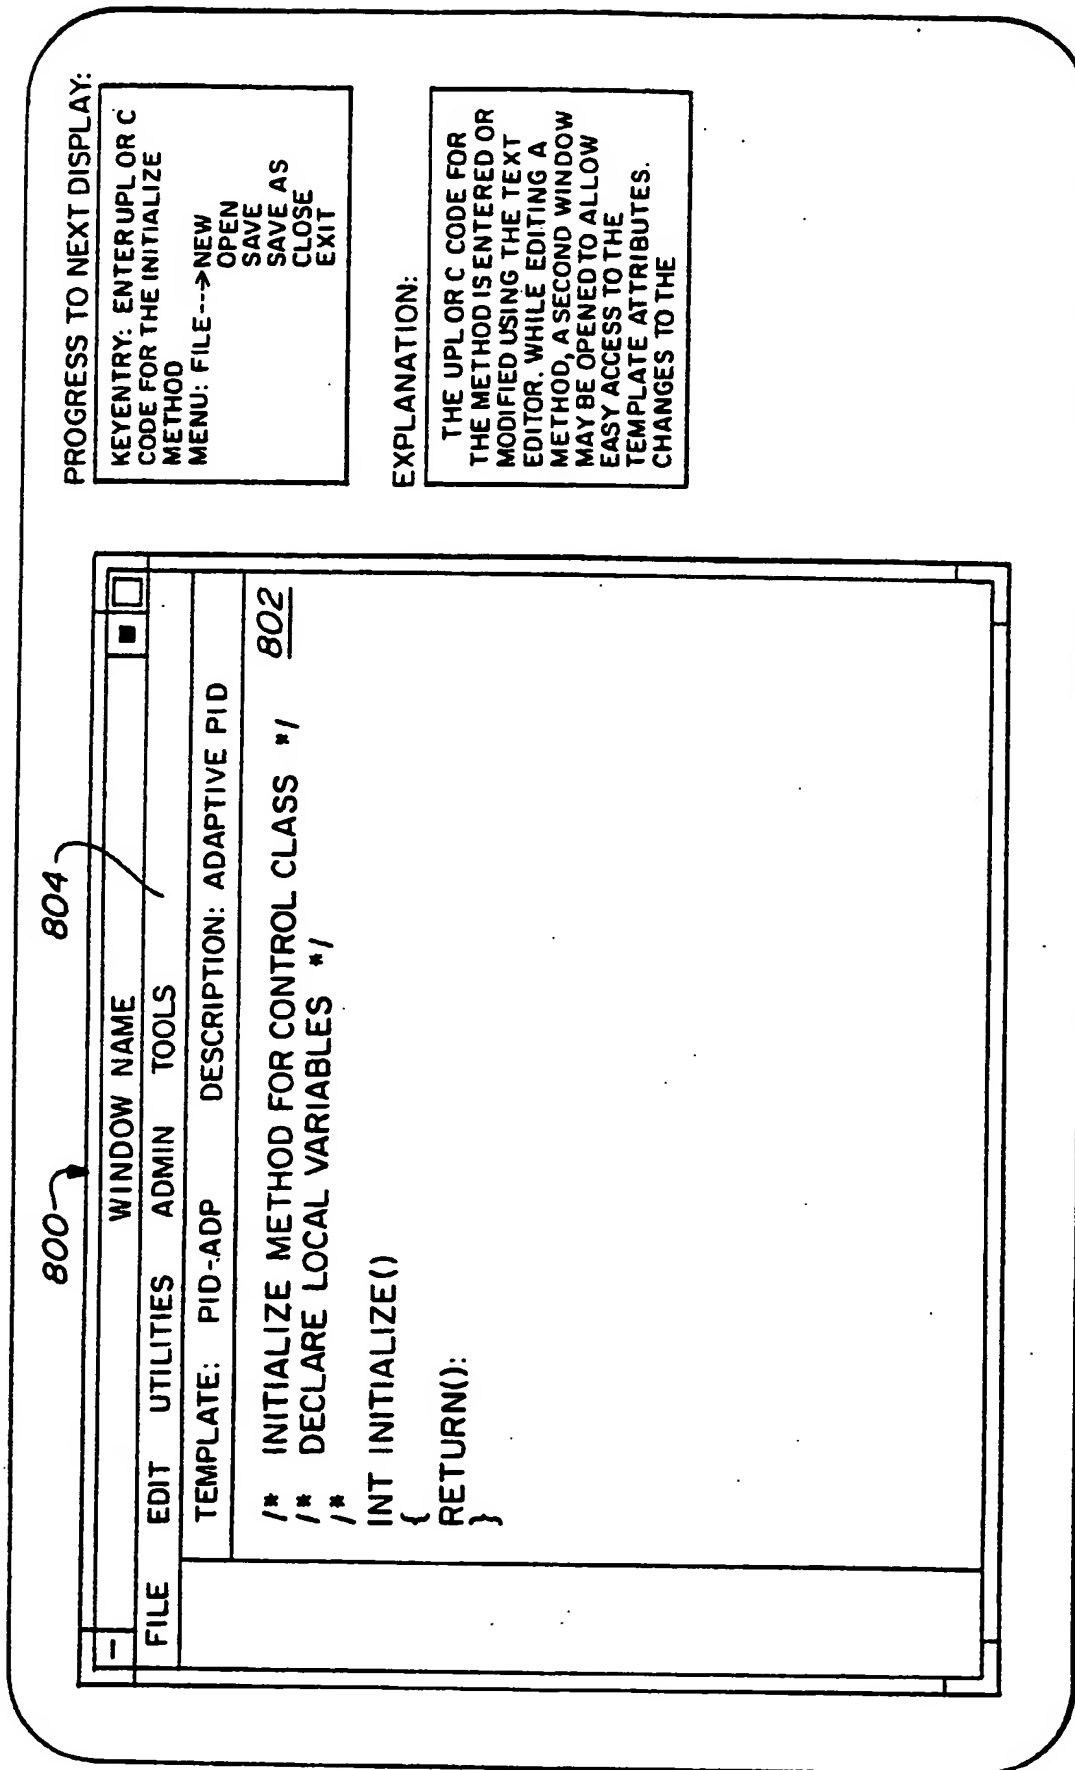 800
804
WINDOW NAME
FILE EDIT UTILITIES ADMIN TOOLS
TEMPLATE: PID-ADP DESCRIPTION: ADAPTIVE PID
802
/* INITIALIZE METHOD FOR CONTROL CLASS */
/* DECLARE LOCAL VARIABLES */
/*
INT INITIALIZE()
{
RETURN():
}
PROGRESS TO NEXT DISPLAY:
KEYENTRY: ENTER UPL OR C
CODE FOR THE INITIALIZE
METHOD
MENU: FILE--->NEW
OPEN
SAVE
SAVE AS
CLOSE
EXIT
EXPLANATION:
THE UPL OR C CODE FOR
THE METHOD IS ENTERED OR
MODIFIED USING THE TEXT
EDITOR. WHILE EDITING A
METHOD, A SECOND WINDOW
MAY BE OPENED TO ALLOW
EASY ACCESS TO THE
TEMPLATE ATTRIBUTES.
CHANGES TO THE